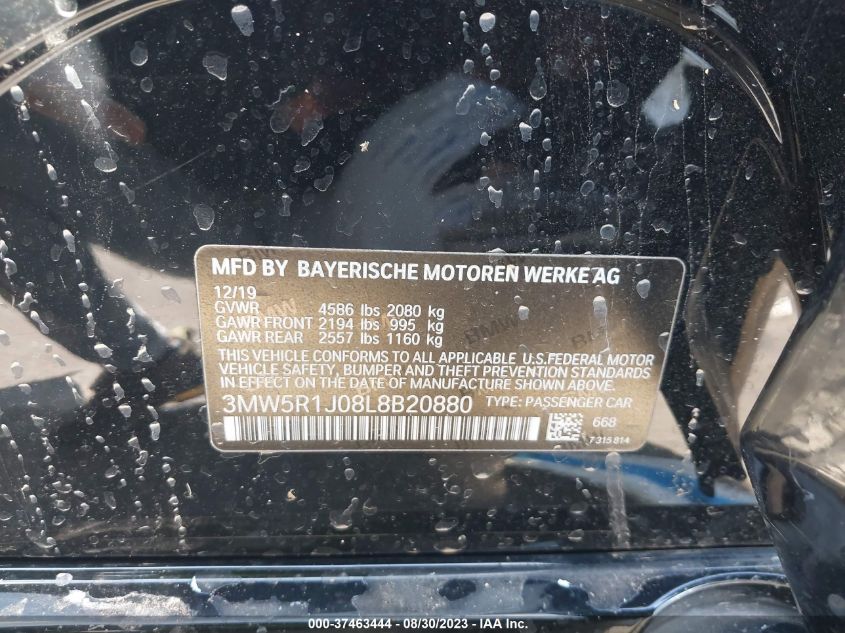 MFD BY BAYERISCHE MOTOREN WERKE AG
12/19
GVWR 4586 lbs 2080 kg
GAWR FRONT 2194 lbs 995 kg
GAWR REAR 2557 lbs 1160 kg
THIS VEHICLE CONFORMS TO ALL APPLICABLE U.S.FEDERAL MOTOR
VEHICLE SAFETY, BUMPER AND THEFT PREVENTION STANDARDS
IN EFFECT ON THE DATE OF MANUFACTURE SHOWN ABOVE.
3MW5R1J08L8B20880 TYPE: PASSENGER CAR
668
7315814
000-37463444 - 08/30/2023 - IAA Inc.